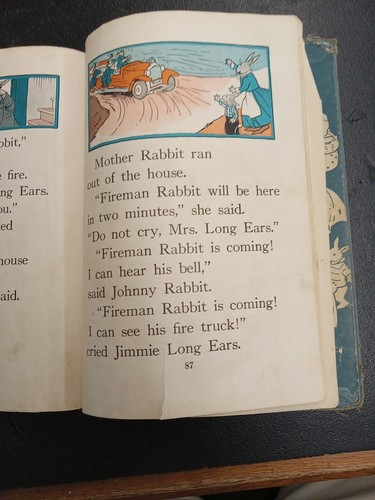 obit,"
e fire.
ng Ears.
ou."
ed
house
aid.
Mother Rabbit ran
out of the house.
"Fireman Rabbit will be here
in two minutes," she said.
"Do not cry, Mrs. Long Ears."
"Fireman Rabbit is coming!
I can hear his bell,"
said Johnny Rabbit.
"Fireman Rabbit is coming!
I can see his fire truck!"
cried Jimmie Long Ears.
87